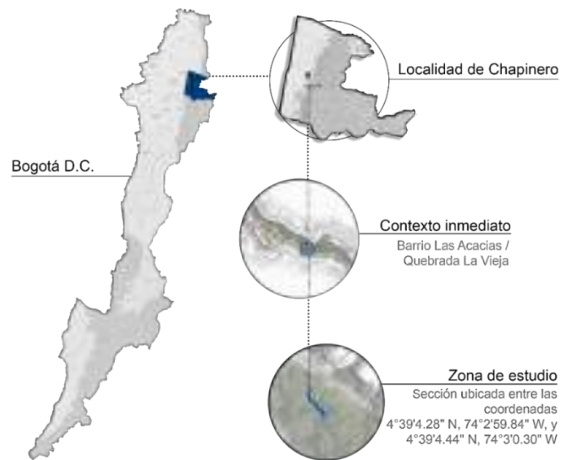 Localidad de Chapinero
Bogotá D.C.
Contexto inmediato
Barrio Las Acacias /
Quebrada La Vieja
Zona de estudio
Sección ubicada entre las
coordenadas
4°39'4.28" N, 74°2'59.84" W, y
4°39'4.44" N, 74°3'0.30" W